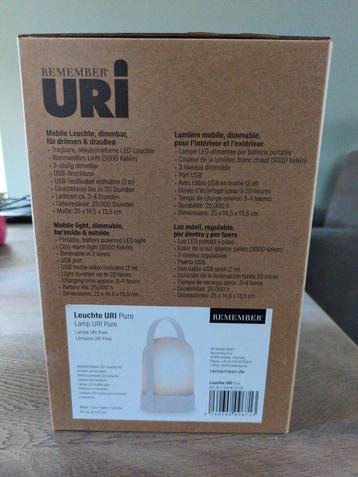 REMEMBER®
URI
Mobile Leuchte, dimmbar,
für drinnen & draußen
• Tragbare, akkubetriebene LED-Leuchte
• Warmweißes Licht (3000 Kelvin)
• 3-stufig dimmbar
• USB-Anschluss
• USB-Textilkabel enthalten (2 m)
• Leuchtdauer bis zu 20 Stunden
• Ladezeit ca. 3-4 Stunden
• Lebensdauer: 25.000 Stunden
• Maße: 25 x 14,5 x 13,5 cm
Mobile light, dimmable,
for inside & outside
• Portable, battery powered LED light
• Cozy warm light (3000 Kelvin)
• Dimmable in 3 levels
• USB port
• USB textile cable included (2 m)
• Light duration up to 20 hours
• Charging time approx. 3-4 hours
• Battery life: 25,000 h
• Dimensions: 25 x 14,5 x 13,5 cm
Lumière mobile, dimmable,
pour l'intérieur et l'extérieur
• Lampe LED alimentée par batterie portable
• Couleur de la lumière: blanc chaud (3000 Kelvin)
• 3 niveaux dimmable
• Port USB
• Avec câble USB en textile (2 m)
• Durée d'éclairage jusqu'à 20 heures
• Temps de charge environ 3-4 heures
• Durabilité: 25.000 h
• Dimensions: 25 x 14,5 x 13,5 cm
Luz móvil, regulable,
por dentro y por fuera
• Luz LED portátil a pilas
• Color de la luz: blanco cálido (3000 Kelvin)
• 3 niveles regulables
• Puerto USB
• Con cable USB textil (2 m)
• Duración de la iluminación hasta 20 horas
• Tiempo de recarga aprox. 3-4 horas
• Durabilidad: 25.000 h
• Dimensiones: 25 x 14,5 x 13,5 cm
Leuchte URI Pure
Lamp URI Pure
Lampe URI Pure
Lámpara URI Pure
REMEMBER®
remember.de
Leuchte URI Pure